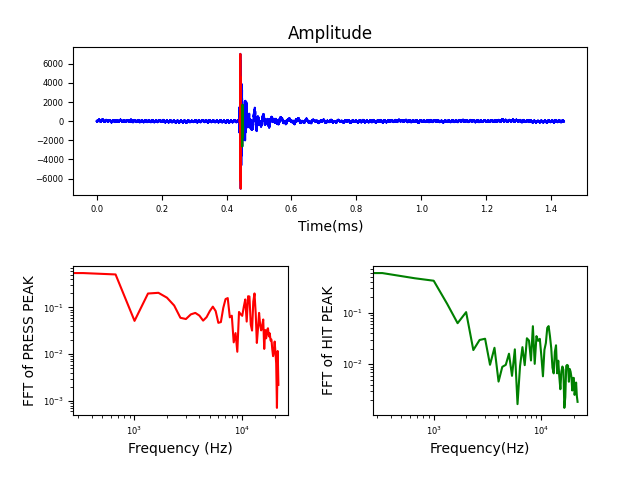 Amplitude
6000
4000
2000
0
−2000
−4000
−6000
0.0 0.2 0.4 0.6 0.8 1.0 1.2 1.4
Time(ms)
FFT of PRESS PEAK
10⁻¹
10⁻²
10⁻³
10³ 10⁴
Frequency (Hz)
FFT of HIT PEAK
10⁻¹
10⁻²
10³ 10⁴
Frequency(Hz)